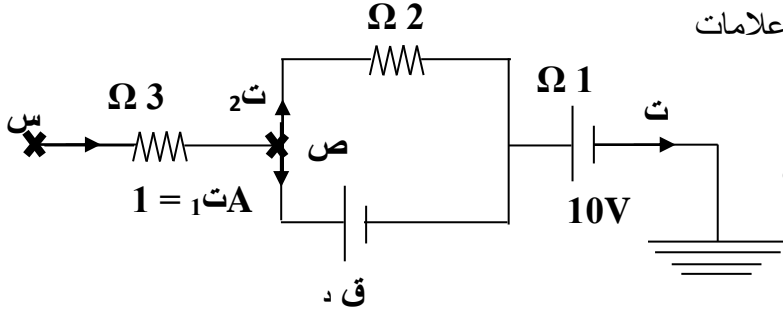 علامات
Ω 2
Ω 1
Ω 3
ت2
ت
س
ص
ت1 = 1A
10V
ق د